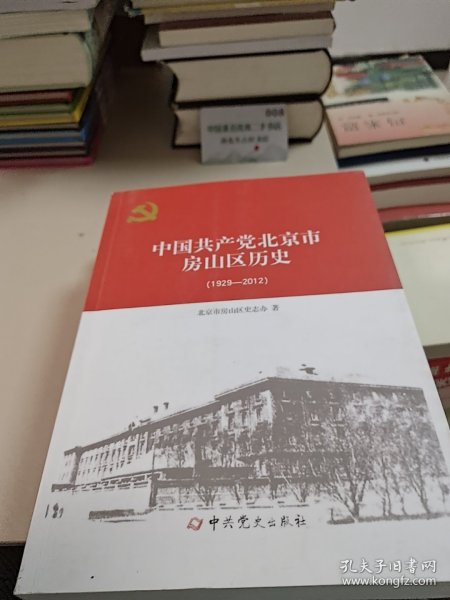 008
中国共产党北京市
房山区历史
(1929—2012)
北京市房山区史志办 著
中共党史出版社
孔夫子旧书网
www.kongfz.com